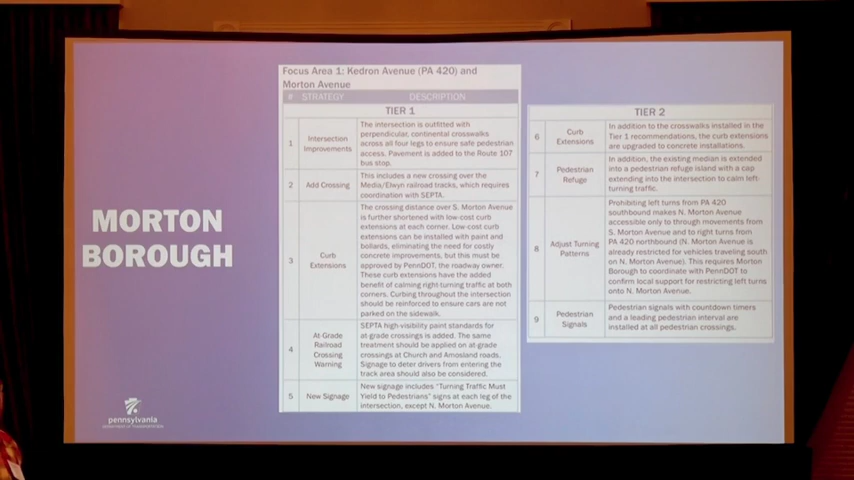 MORTON
BOROUGH
Focus Area 1: Kedron Avenue (PA 420) and
Morton Avenue
# STRATEGY DESCRIPTION
TIER 1
1 Intersection Improvements
The intersection is outfitted with
perpendicular, continental crosswalks
across all four legs to ensure safe pedestrian
access. Pavement is added to the Route 107
bus stop.
2 Add Crossing
This includes a new crossing over the
Media/Elwyn railroad tracks, which requires
coordination with SEPTA.
3 Curb Extensions
The crossing distance over S. Morton Avenue
is further shortened with low-cost curb
extensions at each corner. Low-cost curb
extensions can be installed with paint and
bollards, eliminating the need for costly
concrete improvements, but this must be
approved by PennDOT, the roadway owner.
These curb extensions have the added
benefit of calming right-turning traffic at both
corners. Curbing throughout the intersection
should be reinforced to ensure cars are not
parked on the sidewalk.
4 At-Grade Railroad Crossing Warning
SEPTA high-visibility paint standards for
at-grade crossings is added. The same
treatment should be applied on at-grade
crossings at Church and Amosland roads.
Signage to deter drivers from entering the
track area should also be considered.
5 New Signage
New signage includes "Turning Traffic Must
Yield to Pedestrians" signs at each leg of the
intersection, except N. Morton Avenue.
TIER 2
6 Curb Extensions
In addition to the crosswalks installed in the
Tier 1 recommendations, the curb extensions
are upgraded to concrete installations.
7 Pedestrian Refuge
In addition, the existing median is extended
into a pedestrian refuge island with a cap
extending into the intersection to calm left-
turning traffic.
8 Adjust Turning Patterns
Prohibiting left turns from PA 420
southbound makes N. Morton Avenue
accessible only to through movements from
S. Morton Avenue and to right turns from
PA 420 northbound (N. Morton Avenue is
already restricted for vehicles traveling south
on N. Morton Avenue). This requires Morton
Borough to coordinate with PennDOT to
confirm local support for restricting left turns
onto N. Morton Avenue.
9 Pedestrian Signals
Pedestrian signals with countdown timers
and a leading pedestrian interval are
installed at all pedestrian crossings.
pennsylvania
DEPARTMENT OF TRANSPORTATION